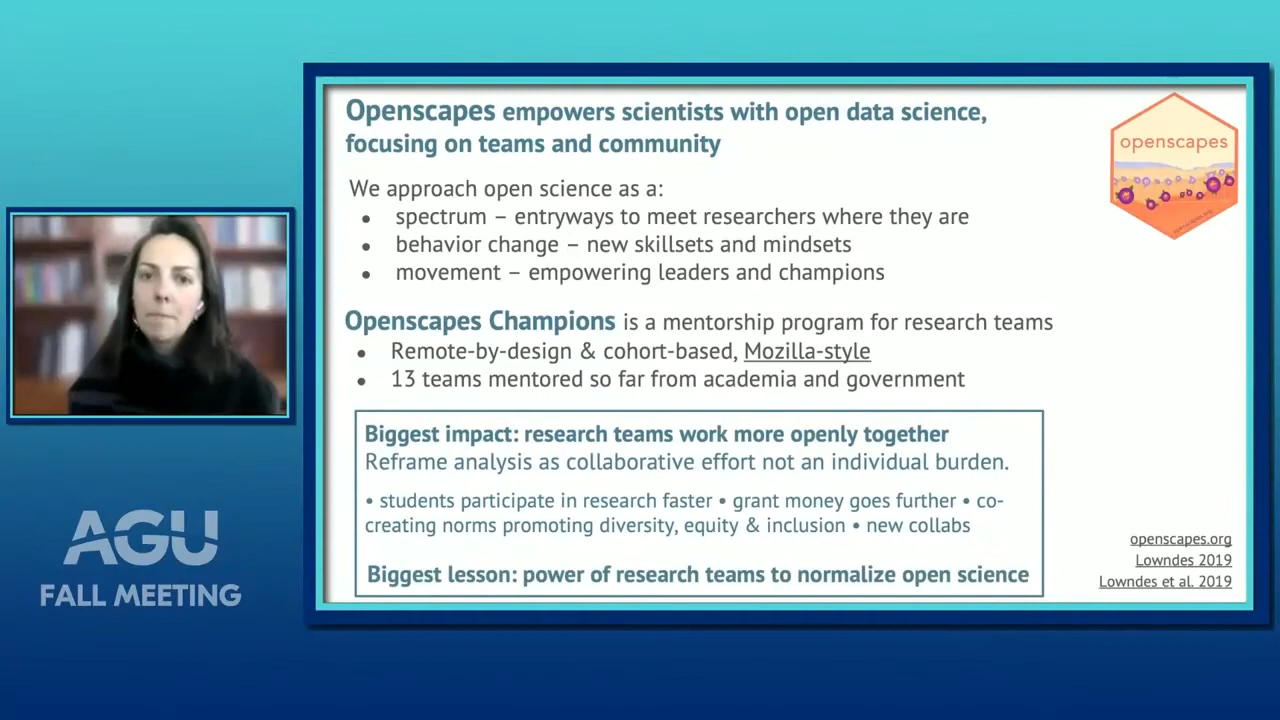 Openscapes empowers scientists with open data science,
focusing on teams and community
openscapes
openscapes.org
We approach open science as a:
● spectrum – entryways to meet researchers where they are
● behavior change – new skillsets and mindsets
● movement – empowering leaders and champions
Openscapes Champions is a mentorship program for research teams
● Remote-by-design & cohort-based, Mozilla-style
● 13 teams mentored so far from academia and government
Biggest impact: research teams work more openly together
Reframe analysis as collaborative effort not an individual burden.
• students participate in research faster • grant money goes further • co-
creating norms promoting diversity, equity & inclusion • new collabs
Biggest lesson: power of research teams to normalize open science
openscapes.org
Lowndes 2019
Lowndes et al. 2019
AGU
FALL MEETING